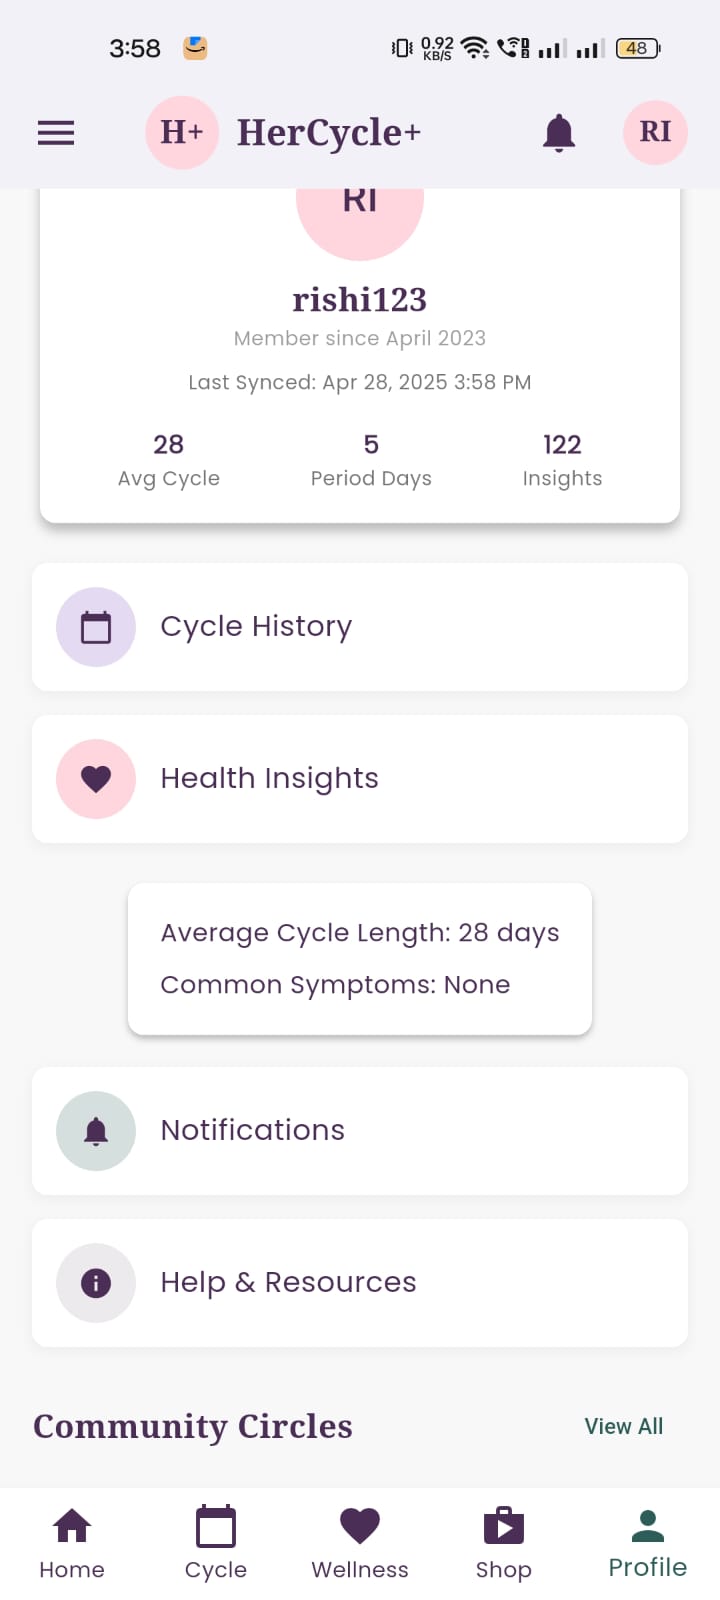 3:58
0.92
KB/S
48
H+ HerCycle+ RI
RI
rishi123
Member since April 2023
Last Synced: Apr 28, 2025 3:58 PM
28 5 122
Avg Cycle Period Days Insights
Cycle History
Health Insights
Average Cycle Length: 28 days
Common Symptoms: None
Notifications
Help & Resources
Community Circles View All
Home Cycle Wellness Shop Profile